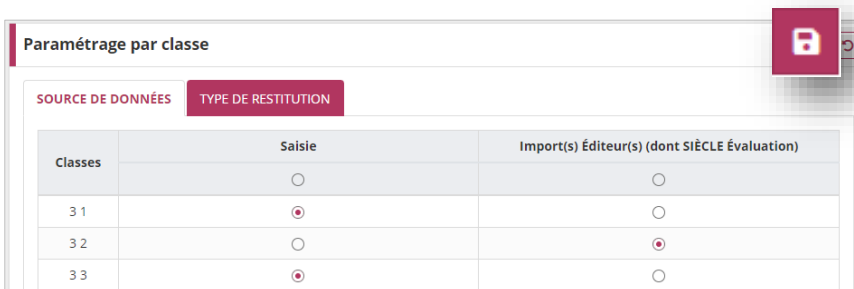 Paramétrage par classe
SOURCE DE DONNÉES TYPE DE RESTITUTION
Classes Saisie Import(s) Éditeur(s) (dont SIÈCLE Évaluation)
3 1
3 2
3 3